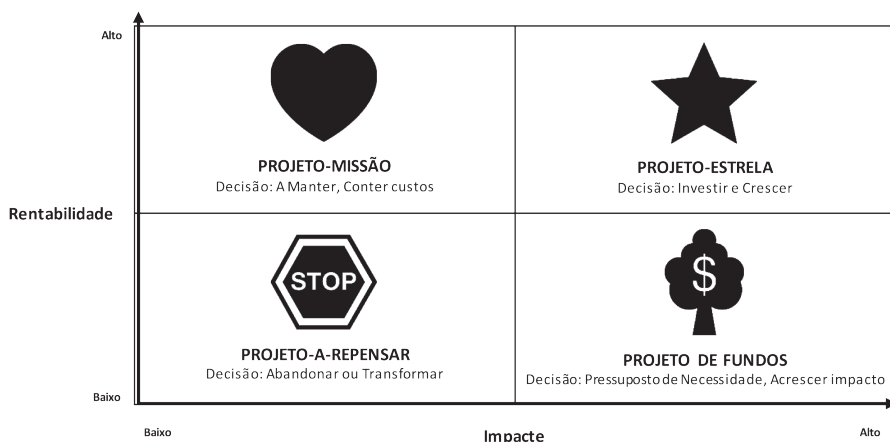 Alto
PROJETO-MISSÃO
Decisão: A Manter, Conter custos
PROJETO-ESTRELA
Decisão: Investir e Crescer
Rentabilidade
STOP
PROJETO-A-REPENSAR
Decisão: Abandonar ou Transformar
$
PROJETO DE FUNDOS
Decisão: Pressuposto de Necessidade, Acrescer impacto
Baixo
Baixo
Impacte
Alto